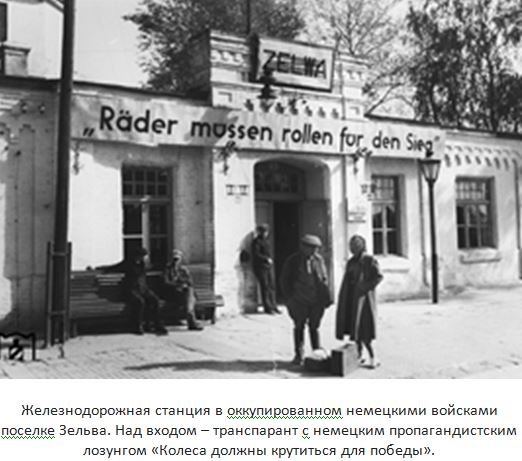 ZELWA
„Räder müssen rollen für den Sieg"
Железнодорожная станция в оккупированном немецкими войсками
поселке Зельва. Над входом – транспарант с немецким пропагандистским
лозунгом «Колеса должны крутиться для победы».